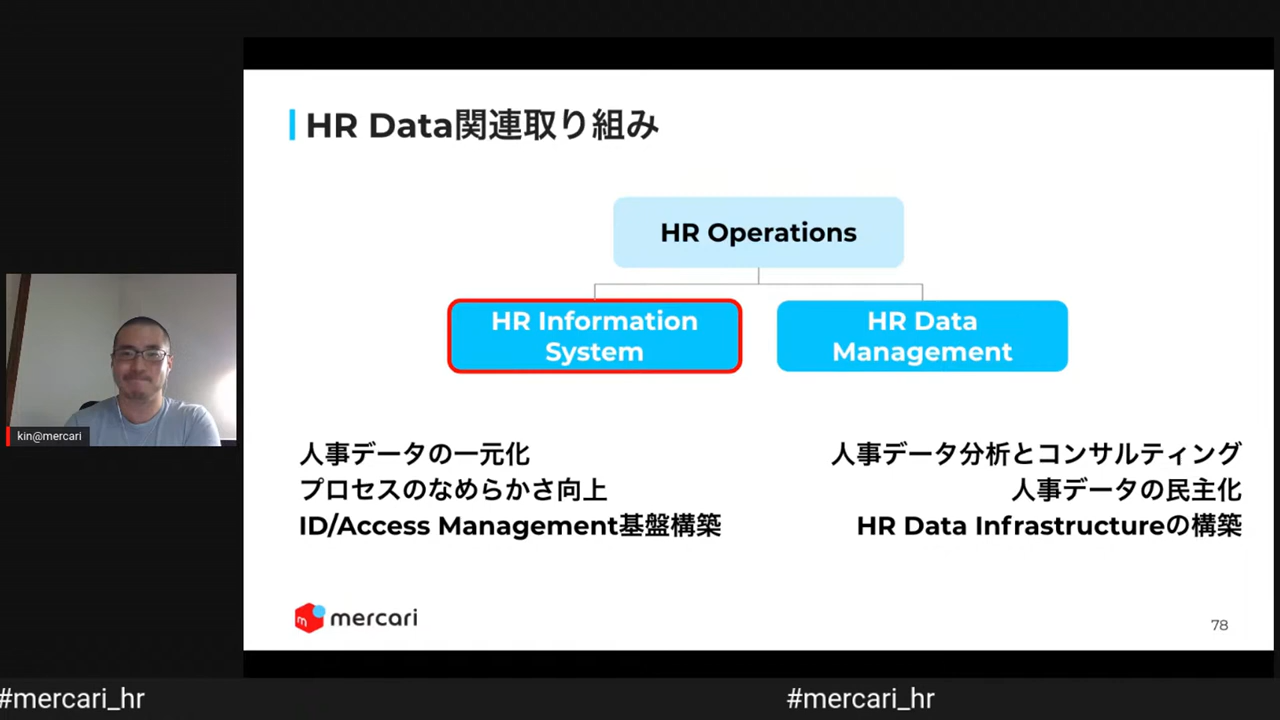 HR Data関連取り組み
HR Operations
HR Information
System
HR Data
Management
人事データの一元化
プロセスのなめらかさ向上
ID/Access Management基盤構築
人事データ分析とコンサルティング
人事データの民主化
HR Data Infrastructureの構築
m mercari
78
kin@mercari
#mercari_hr
#mercari_hr